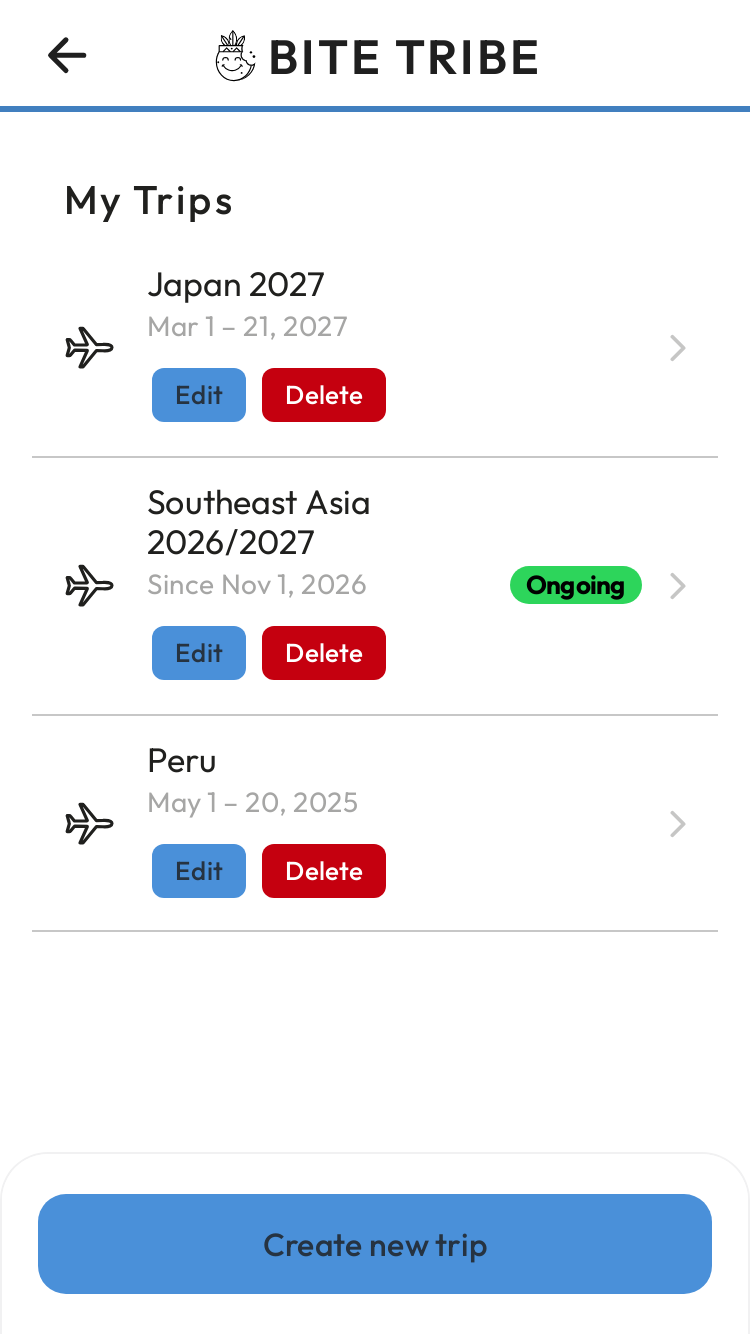 BITE TRIBE
My Trips
Japan 2027
Mar 1 – 21, 2027
Edit
Delete
Southeast Asia
2026/2027
Since Nov 1, 2026
Ongoing
Edit
Delete
Peru
May 1 – 20, 2025
Edit
Delete
Create new trip